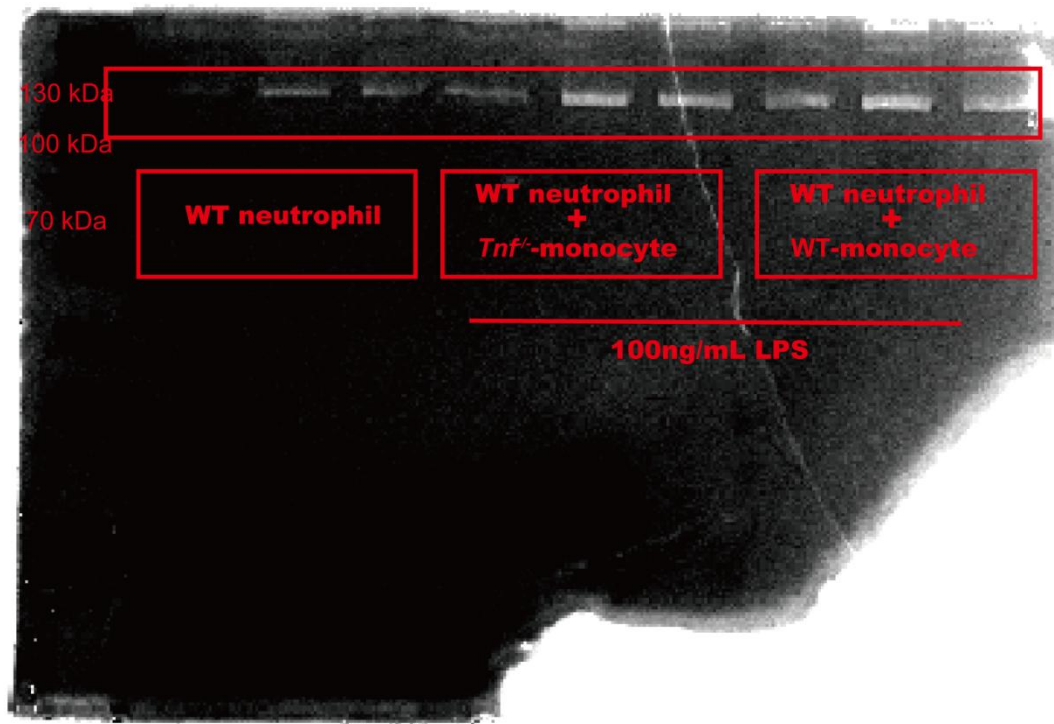 130 kDa
100 kDa
70 kDa
WT neutrophil
WT neutrophil
+
Tnf-/--monocyte
WT neutrophil
+
WT-monocyte
100ng/mL LPS